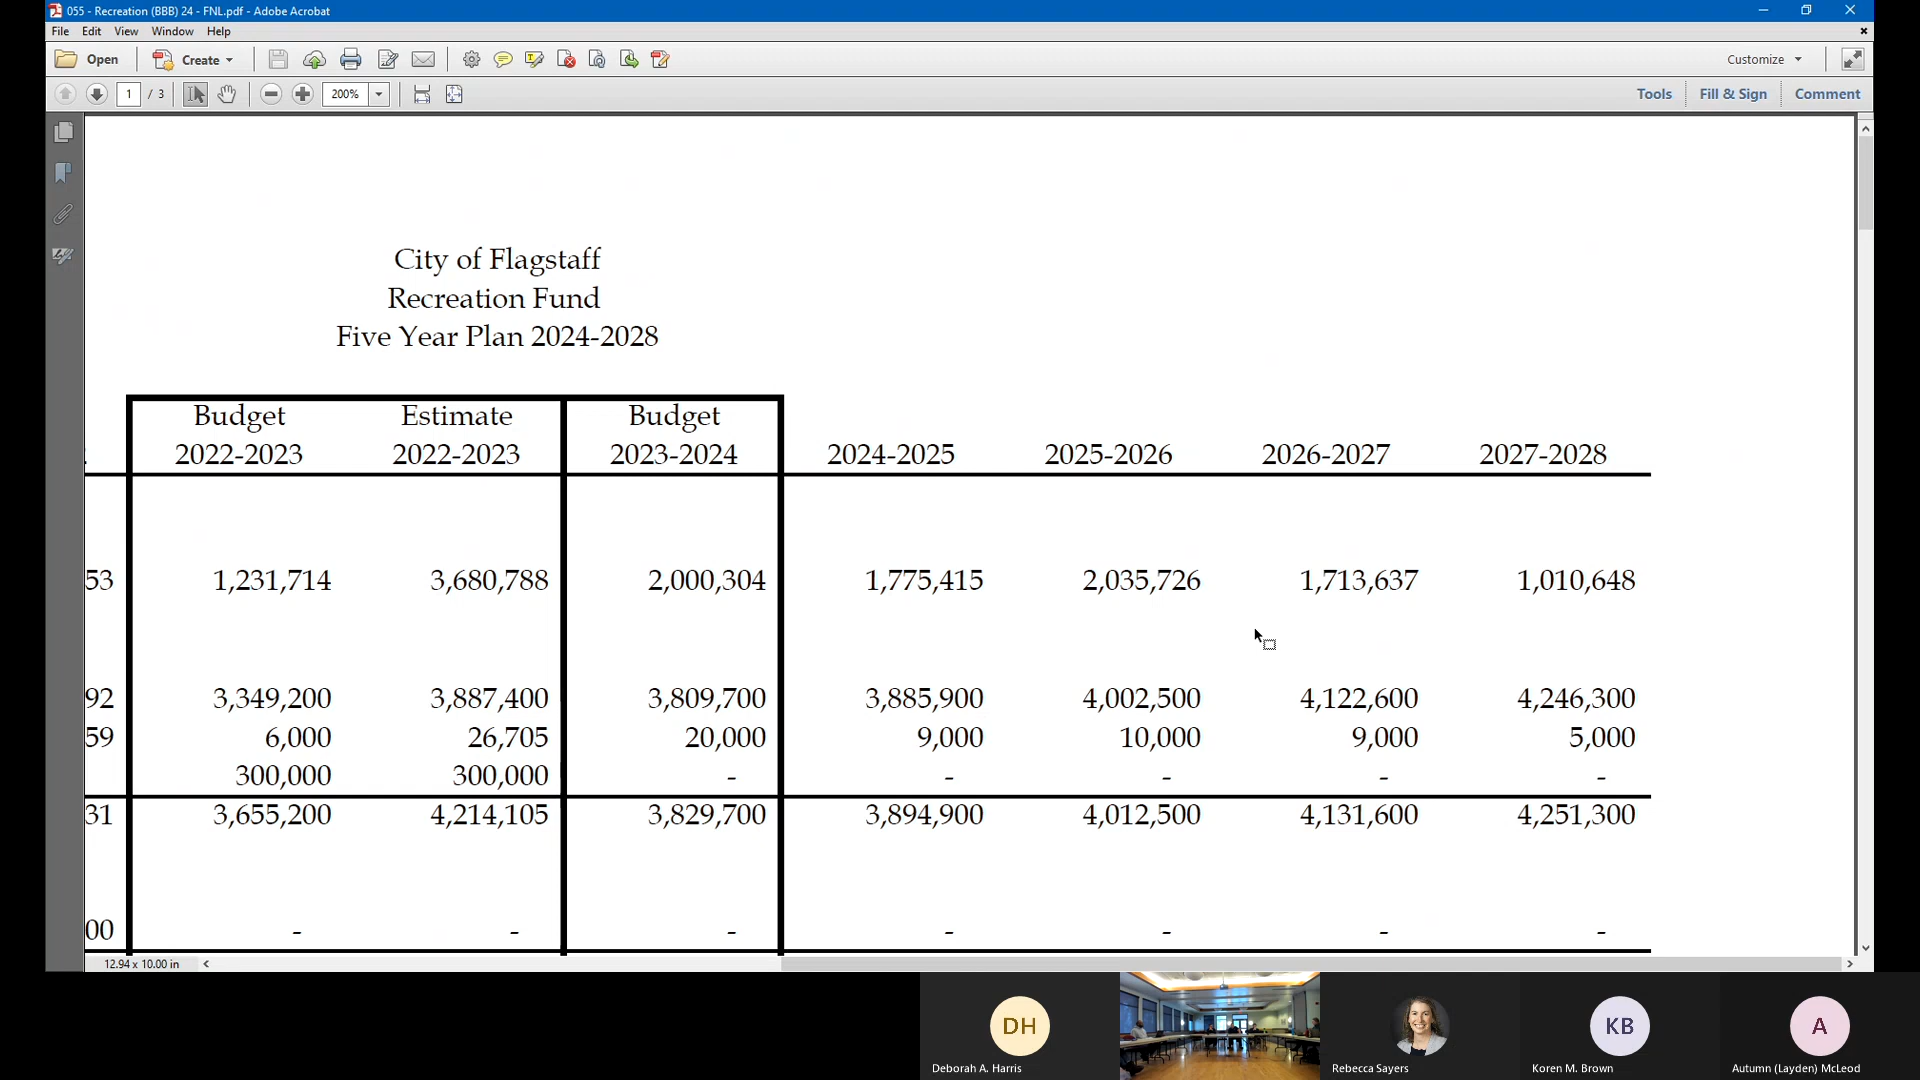 055 - Recreation (BBB) 24 - FNL.pdf - Adobe Acrobat
File Edit View Window Help
Open Create Customize
1 / 3 200% Tools Fill & Sign Comment
City of Flagstaff
Recreation Fund
Five Year Plan 2024-2028
Budget Estimate Budget
2022-2023 2022-2023 2023-2024 2024-2025 2025-2026 2026-2027 2027-2028
53 1,231,714 3,680,788 2,000,304 1,775,415 2,035,726 1,713,637 1,010,648
92 3,349,200 3,887,400 3,809,700 3,885,900 4,002,500 4,122,600 4,246,300
59 6,000 26,705 20,000 9,000 10,000 9,000 5,000
300,000 300,000 - - - - -
31 3,655,200 4,214,105 3,829,700 3,894,900 4,012,500 4,131,600 4,251,300
00 - - - - - - -
12.94 x 10.00 in
DH KB A
Deborah A. Harris Rebecca Sayers Koren M. Brown Autumn (Layden) McLeod